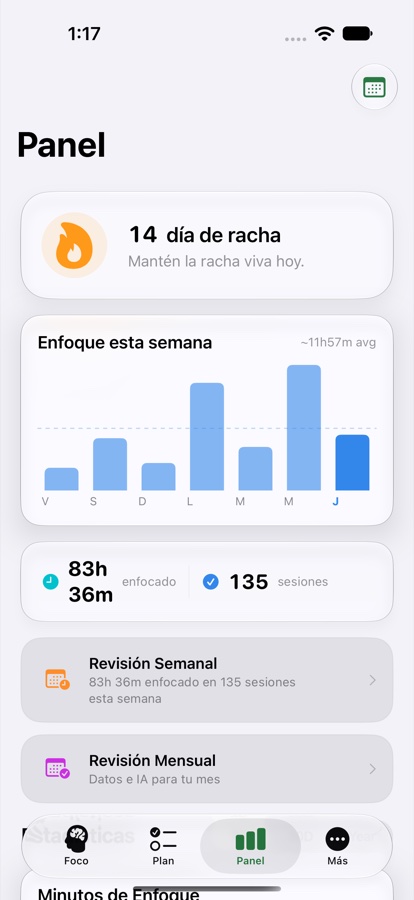 1:17
Panel
14 día de racha
Mantén la racha viva hoy.
Enfoque esta semana ~11h57m avg
V S D L M M J
83h 36m enfocado 135 sesiones
Revisión Semanal
83h 36m enfocado en 135 sesiones
esta semana
Revisión Mensual
Datos e IA para tu mes
Estadísticas
Foco Plan Panel Más
Minutos de Enfoque